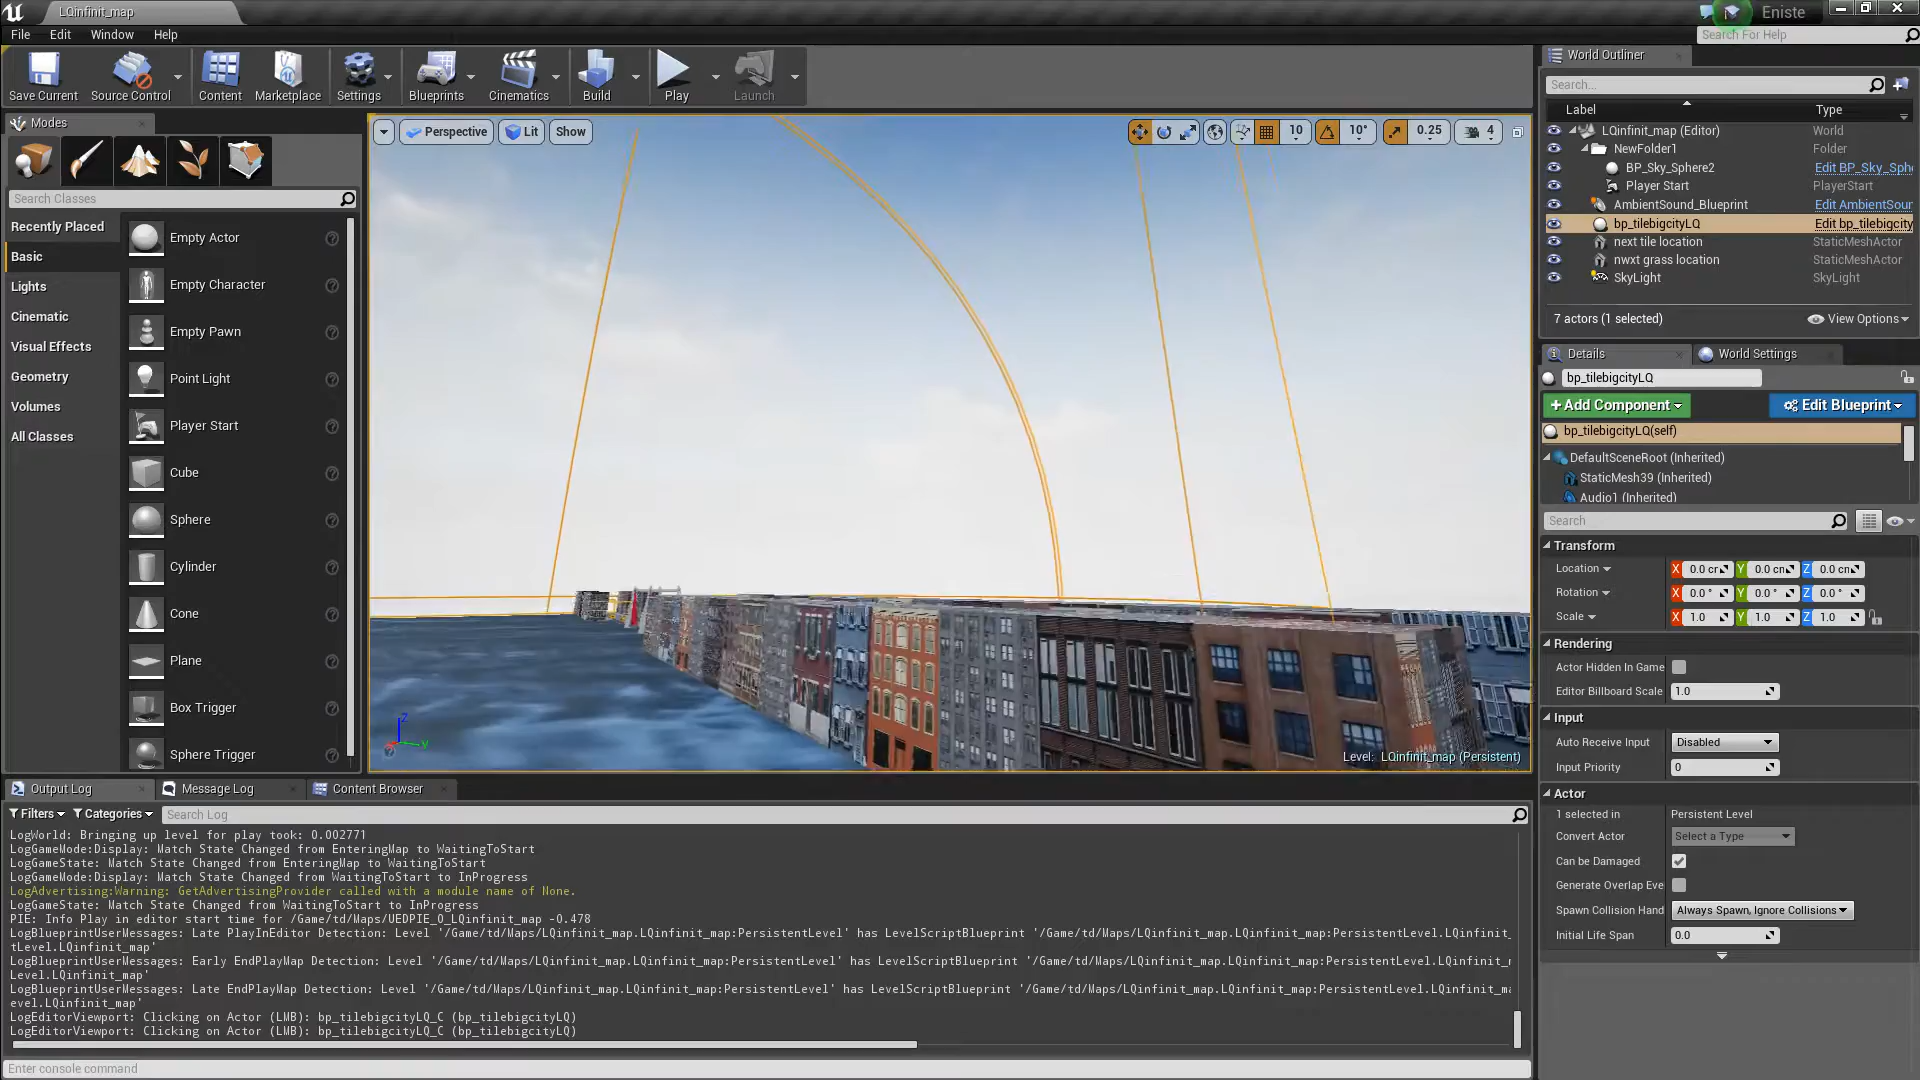 LQinfinit_map
Eniste
File Edit Window Help
Search For Help
Save Current Source Control Content Marketplace Settings Blueprints Cinematics Build Play Launch
Modes
Search Classes
Recently Placed
Basic
Lights
Cinematic
Visual Effects
Geometry
Volumes
All Classes
Empty Actor
Empty Character
Empty Pawn
Point Light
Player Start
Cube
Sphere
Cylinder
Cone
Plane
Box Trigger
Sphere Trigger
Perspective Lit Show
10 10° 0.25 4
Z
Y
Level: LQinfinit_map (Persistent)
World Outliner
Search...
Label Type
LQinfinit_map (Editor) World
NewFolder1 Folder
BP_Sky_Sphere2 Edit BP_Sky_Sph
Player Start PlayerStart
AmbientSound_Blueprint Edit AmbientSour
bp_tilebigcityLQ Edit bp_tilebigcity
next tile location StaticMeshActor
nwxt grass location StaticMeshActor
SkyLight SkyLight
7 actors (1 selected) View Options
Details World Settings
bp_tilebigcityLQ
+ Add Component Edit Blueprint
bp_tilebigcityLQ(self)
DefaultSceneRoot (Inherited)
StaticMesh39 (Inherited)
Audio1 (Inherited)
Search
Transform
Location X 0.0 cm Y 0.0 cm Z 0.0 cm
Rotation X 0.0 ° Y 0.0 ° Z 0.0 °
Scale X 1.0 Y 1.0 Z 1.0
Rendering
Actor Hidden In Game
Editor Billboard Scale 1.0
Input
Auto Receive Input Disabled
Input Priority 0
Actor
1 selected in Persistent Level
Convert Actor Select a Type
Can be Damaged
Generate Overlap Eve
Spawn Collision Hand Always Spawn, Ignore Collisions
Initial Life Span 0.0
Output Log Message Log Content Browser
Filters Categories Search Log
LogWorld: Bringing up level for play took: 0.002771
LogGameMode:Display: Match State Changed from EnteringMap to WaitingToStart
LogGameState: Match State Changed from EnteringMap to WaitingToStart
LogGameMode:Display: Match State Changed from WaitingToStart to InProgress
LogAdvertising:Warning: GetAdvertisingProvider called with a module name of None.
LogGameState: Match State Changed from WaitingToStart to InProgress
PIE: Info Play in editor start time for /Game/td/Maps/UEDPIE_0_LQinfinit_map -0.478
LogBlueprintUserMessages: Late PlayInEditor Detection: Level '/Game/td/Maps/LQinfinit_map.LQinfinit_map:PersistentLevel' has LevelScriptBlueprint '/Game/td/Maps/LQinfinit_map.LQinfinit_map:PersistentLevel.LQinfinit_
tLevel.LQinfinit_map'
LogBlueprintUserMessages: Early EndPlayMap Detection: Level '/Game/td/Maps/LQinfinit_map.LQinfinit_map:PersistentLevel' has LevelScriptBlueprint '/Game/td/Maps/LQinfinit_map.LQinfinit_map:PersistentLevel.LQinfinit_
Level.LQinfinit_map'
LogBlueprintUserMessages: Late EndPlayMap Detection: Level '/Game/td/Maps/LQinfinit_map.LQinfinit_map:PersistentLevel' has LevelScriptBlueprint '/Game/td/Maps/LQinfinit_map.LQinfinit_map:PersistentLevel.LQinfinit_
evel.LQinfinit_map'
LogEditorViewport: Clicking on Actor (LMB): bp_tilebigcityLQ_C (bp_tilebigcityLQ)
LogEditorViewport: Clicking on Actor (LMB): bp_tilebigcityLQ_C (bp_tilebigcityLQ)
Enter console command